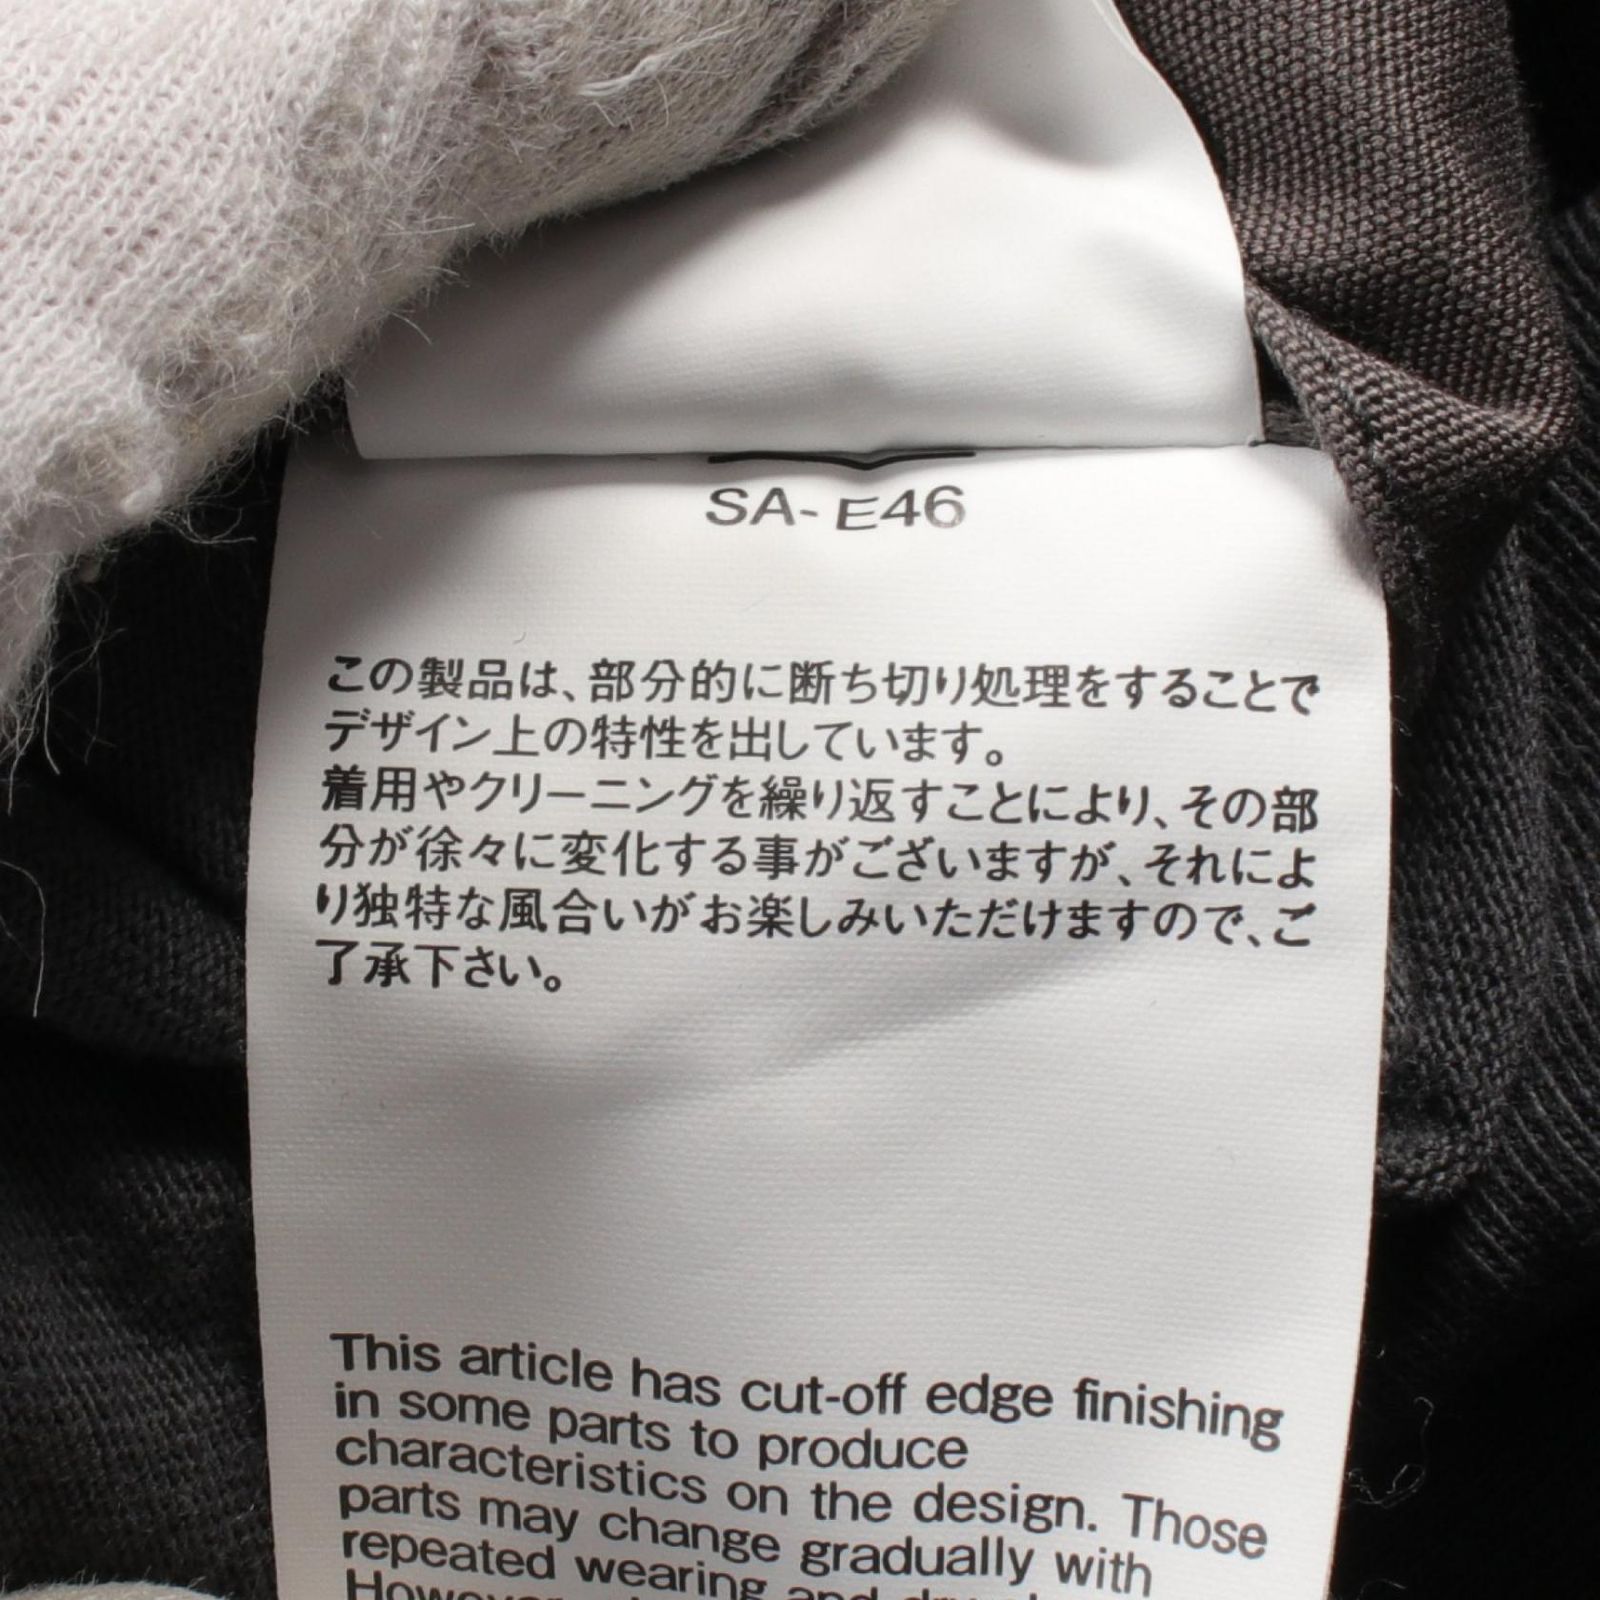 SA-E46
この製品は、部分的に断ち切り処理をすることで
デザイン上の特性を出しています。
着用やクリーニングを繰り返すことにより、その部
分が徐々に変化する事がございますが、それによ
り独特な風合いがお楽しみいただけますので、ご
了承下さい。
This article has cut-off edge finishing
in some parts to produce
characteristics on the design. Those
parts may change gradually with
repeated wearing and
However